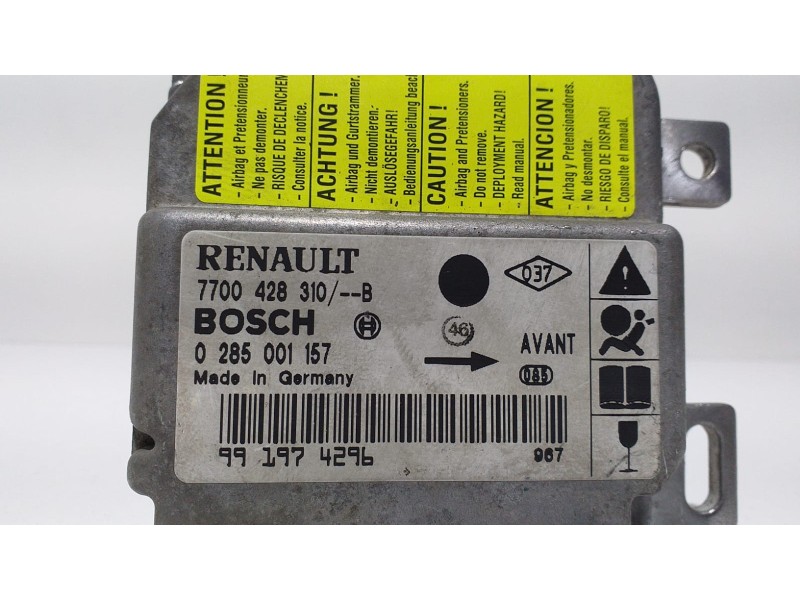 ATTENTION !
- Airbag et Pretensionneur
- Ne pas demonter.
- RISQUE DE DECLENCHEM
- Consulter la notice.
ACHTUNG !
- Airbag und Gurtstrammer.
- Nicht demontieren.
- AUSLÖSEGEFAHR!
- Bedienungsanleitung beach
CAUTION !
- Airbag and Pretensioners.
- Do not remove.
- DEPLOYMENT HAZARD!
- Read manual.
ATTENCION !
- Airbag y Pretensionadores.
- No desmontar.
- RIESGO DE DISPARO!
- Consulte el manual.
RENAULT
7700 428 310/--B
037
BOSCH
46
0 285 001 157
AVANT
Made in Germany
085
99 197 4296
967